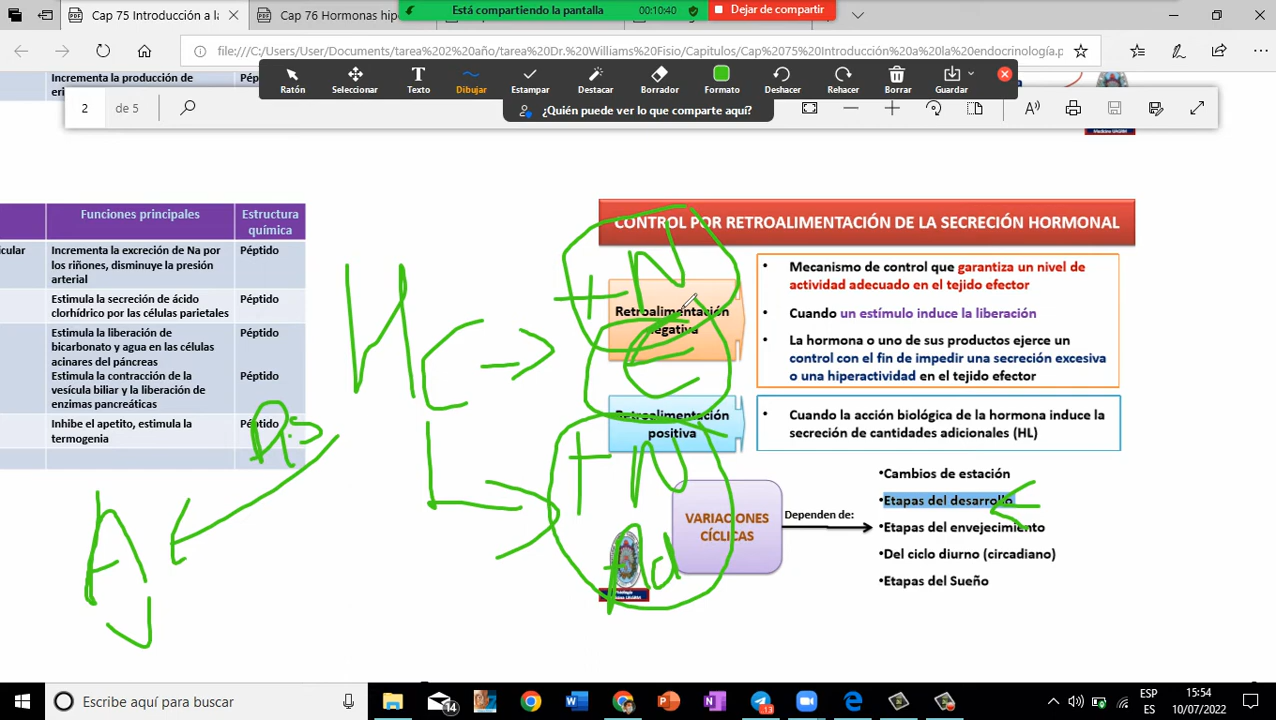 Cap 75 Introducción a la
Cap 76 Hormonas hip
Está compartiendo la pantalla
00:10:40
Dejar de compartir
file:///C:/Users/User/Documents/tarea%202%20año/tarea%20Dr.%20Williams%20Fisio/Capitulos/Cap%2075%20Introducción%20a%20la%20endocrinología.p
Ratón
Seleccionar
Texto
Dibujar
Estampar
Destacar
Borrador
Formato
Deshacer
Rehacer
Borrar
Guardar
Incrementa la producción de
2
de 5
¿Quién puede ver lo que comparte aquí?
Funciones principales
Estructura
química
icular
Incrementa la excreción de Na por
los riñones, disminuye la presión
arterial
Péptido
Estimula la secreción de ácido
clorhídrico por las células parietales
Péptido
Estimula la liberación de
bicarbonato y agua en las células
acinares del páncreas
Péptido
Estimula la contracción de la
vesícula biliar y la liberación de
enzimas pancreáticas
Péptido
Inhibe el apetito, estimula la
termogenia
Péptido
CONTROL POR RETROALIMENTACIÓN DE LA SECRECIÓN HORMONAL
Retroalimentación
negativa
• Mecanismo de control que garantiza un nivel de
actividad adecuado en el tejido efector
• Cuando un estímulo induce la liberación
• La hormona o uno de sus productos ejerce un
control con el fin de impedir una secreción excesiva
o una hiperactividad en el tejido efector
Retroalimentación
positiva
• Cuando la acción biológica de la hormona induce la
secreción de cantidades adicionales (HL)
VARIACIONES
CÍCLICAS
Dependen de:
•Cambios de estación
•Etapas del desarrollo
•Etapas del envejecimiento
•Del ciclo diurno (circadiano)
•Etapas del Sueño
H
C
L
+N
+N
Ad
Escribe aquí para buscar
14
13
ESP
ES
15:54
10/07/2022